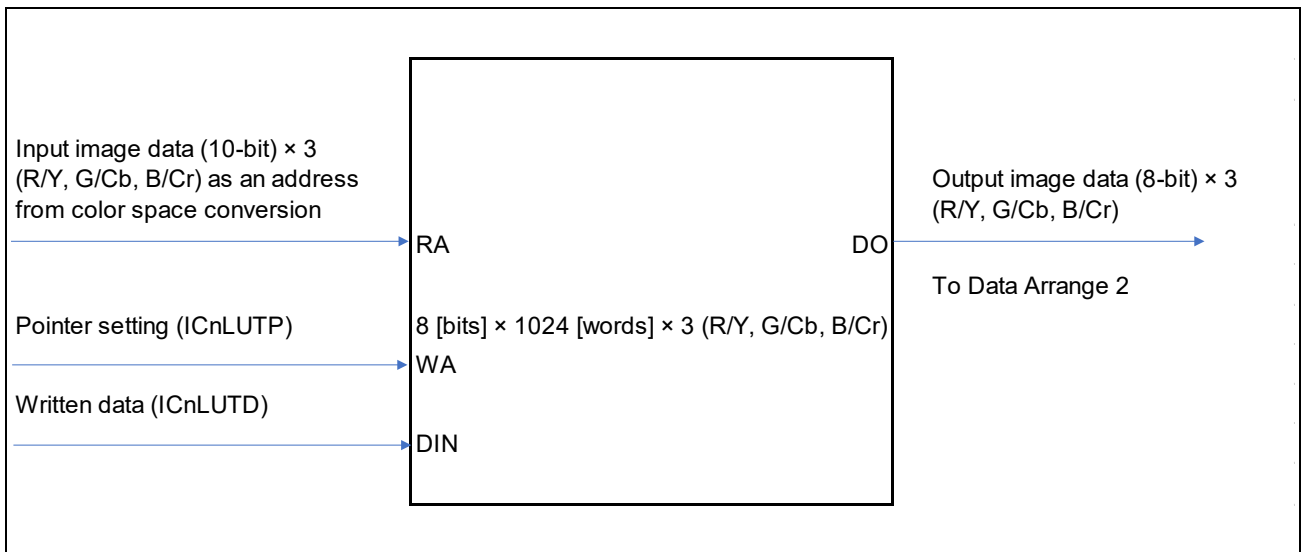 Input image data (10-bit) × 3
(R/Y, G/Cb, B/Cr) as an address
from color space conversion
RA
Pointer setting (ICnLUTP)
WA
Written data (ICnLUTD)
DIN
8 [bits] × 1024 [words] × 3 (R/Y, G/Cb, B/Cr)
DO
Output image data (8-bit) × 3
(R/Y, G/Cb, B/Cr)
To Data Arrange 2